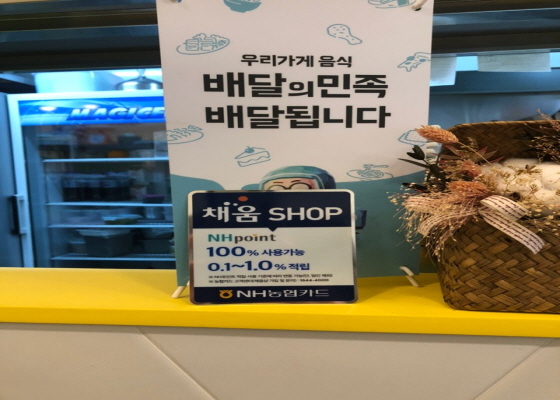 우리가게 음식
배달의민족
배달됩니다
MAGIC
채움 SHOP
NHpoint
100% 사용가능
0.1~1.0% 적립
NH농협카드